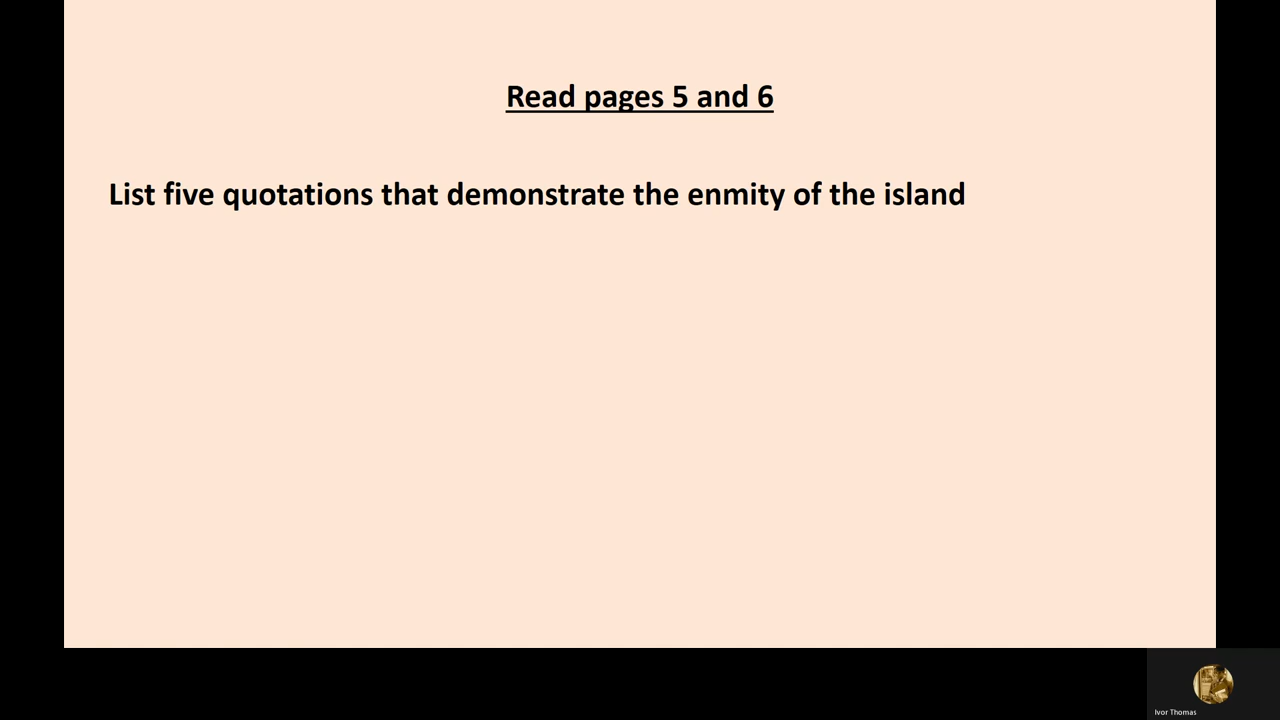 Read pages 5 and 6
List five quotations that demonstrate the enmity of the island
Ivor Thomas